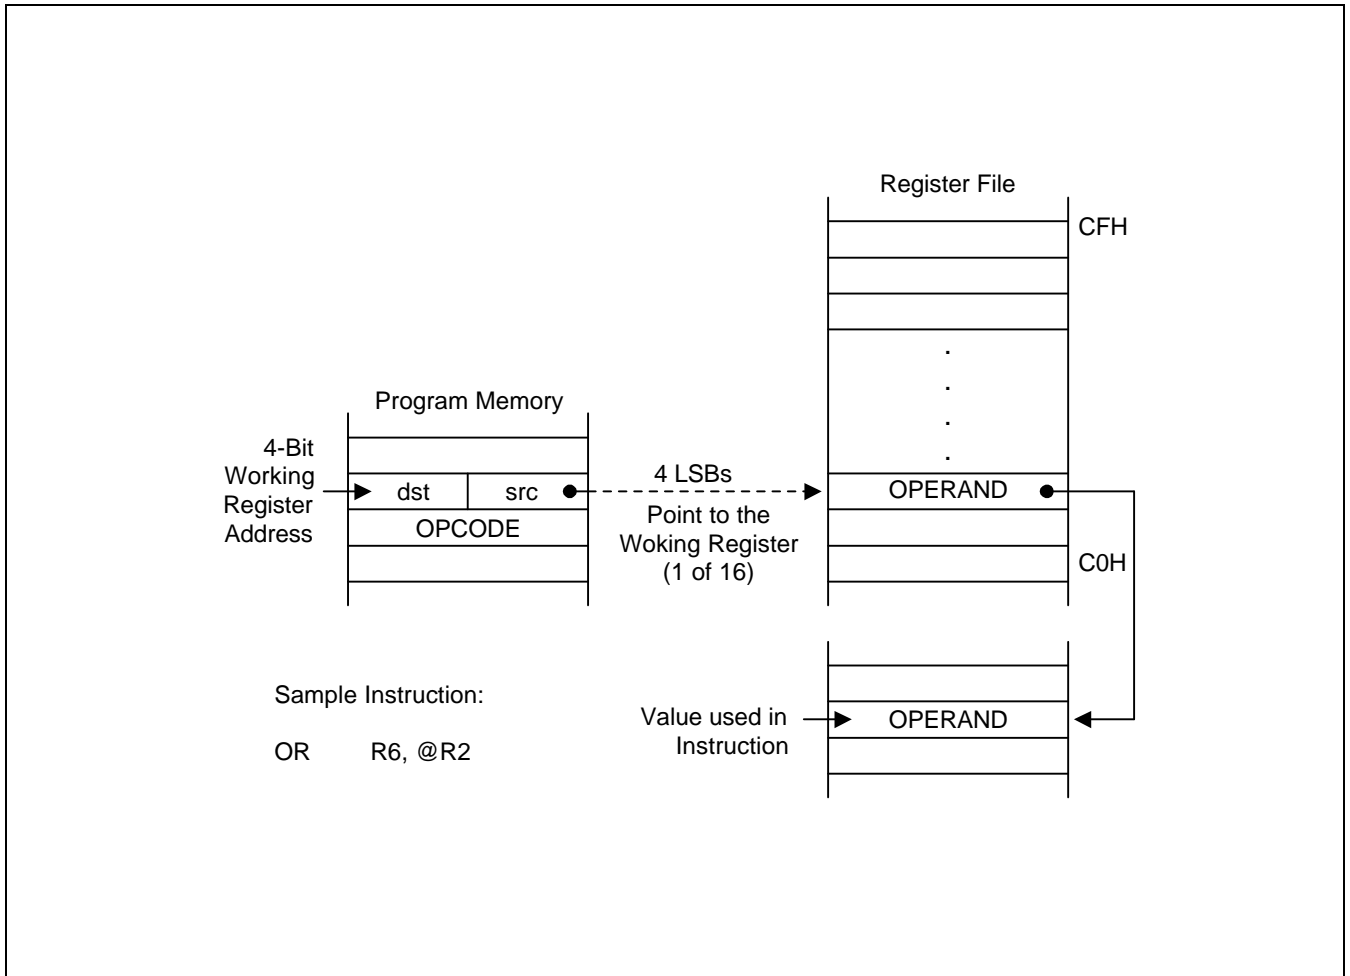 Register File
CFH
.
.
.
.
Program Memory
4-Bit
Working
Register
Address
dst
src
OPCODE
4 LSBs
Point to the
Woking Register
(1 of 16)
OPERAND
C0H
Sample Instruction:
OR R6, @R2
Value used in
Instruction
OPERAND